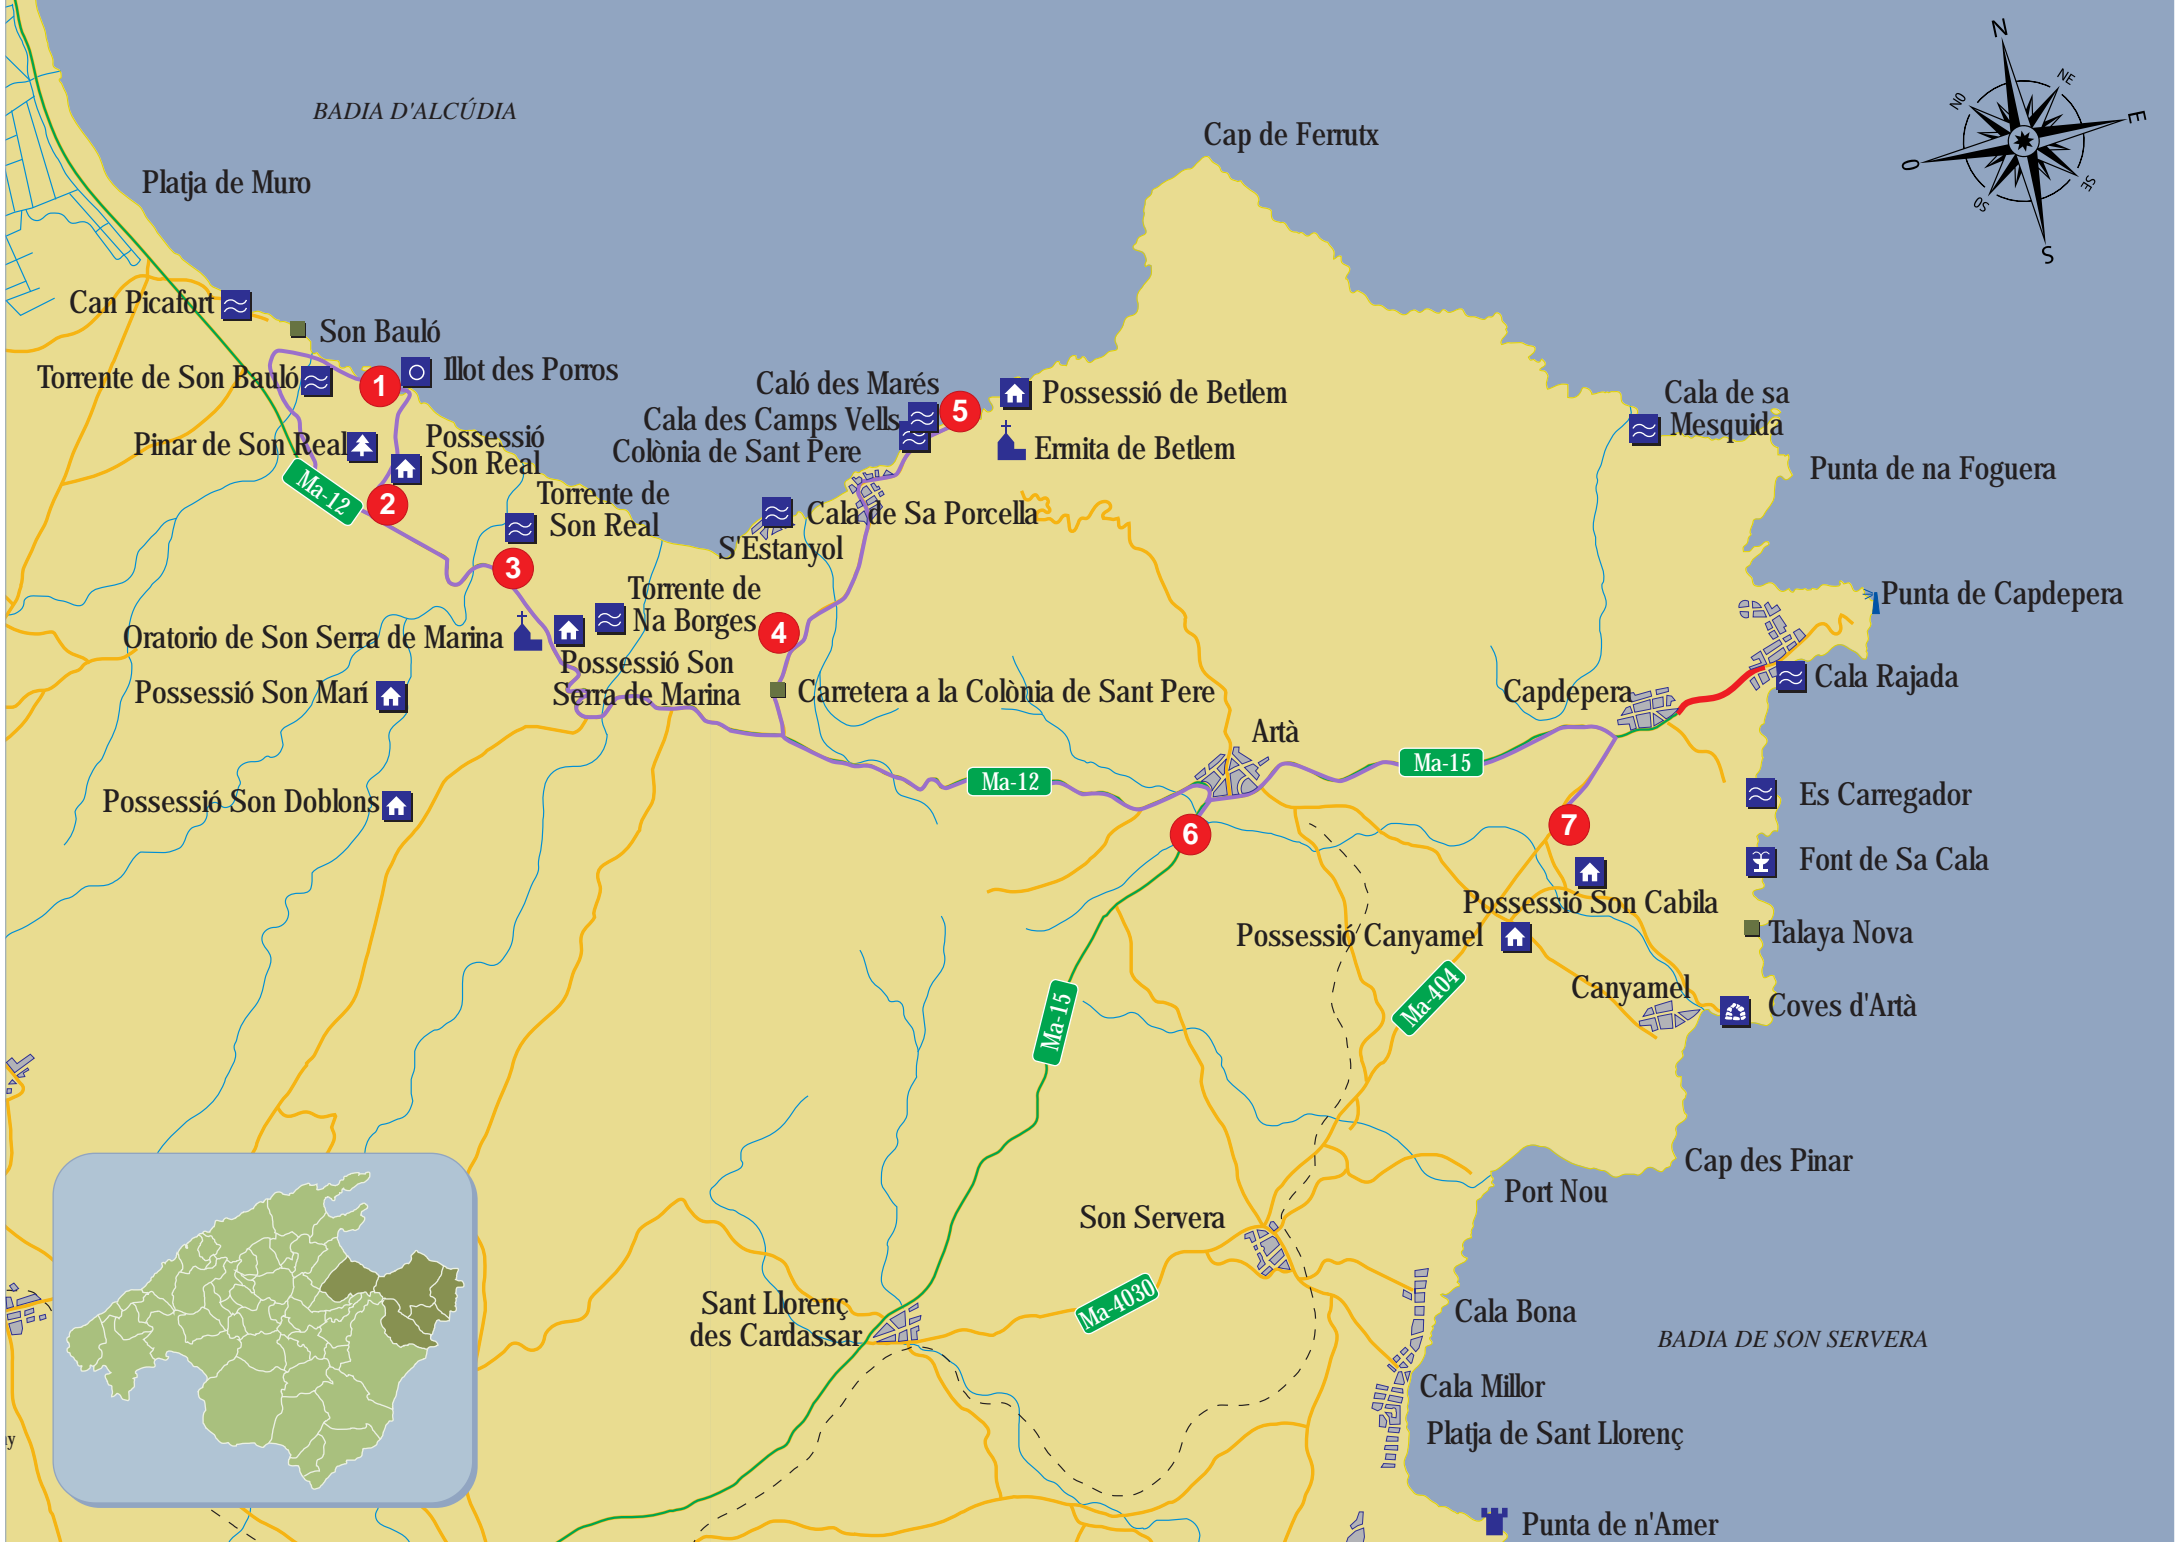 N
NE
E
SE
S
SO
O
NO
BADIA D'ALCÚDIA
Cap de Ferrutx
Platja de Muro
Can Picafort
Son Bauló
Torrente de Son Bauló
1
Illot des Porros
Pinar de Son Real
Possessió
Son Real
Ma-12
2
Torrente de
Son Real
3
Caló des Marés
Cala des Camps Vells
Colònia de Sant Pere
5
Possessió de Betlem
Ermita de Betlem
Cala de Sa Porcella
S'Estanyol
Cala de sa
Mesquida
Punta de na Foguera
Punta de Capdepera
Torrente de
Na Borges
4
Oratorio de Son Serra de Marina
Possessió Son
Serra de Marina
Possessió Son Marí
Carretera a la Colònia de Sant Pere
Capdepera
Cala Rajada
Artà
Ma-12
Ma-15
Possessió Son Doblons
6
7
Es Carregador
Font de Sa Cala
Possessió Son Cabila
Possessió Canyamel
Talaya Nova
Canyamel
Coves d'Artà
Ma-15
Ma-404
Cap des Pinar
Port Nou
Son Servera
Sant Llorenç
des Cardassar
Ma-4030
Cala Bona
BADIA DE SON SERVERA
Cala Millor
Platja de Sant Llorenç
Punta de n'Amer